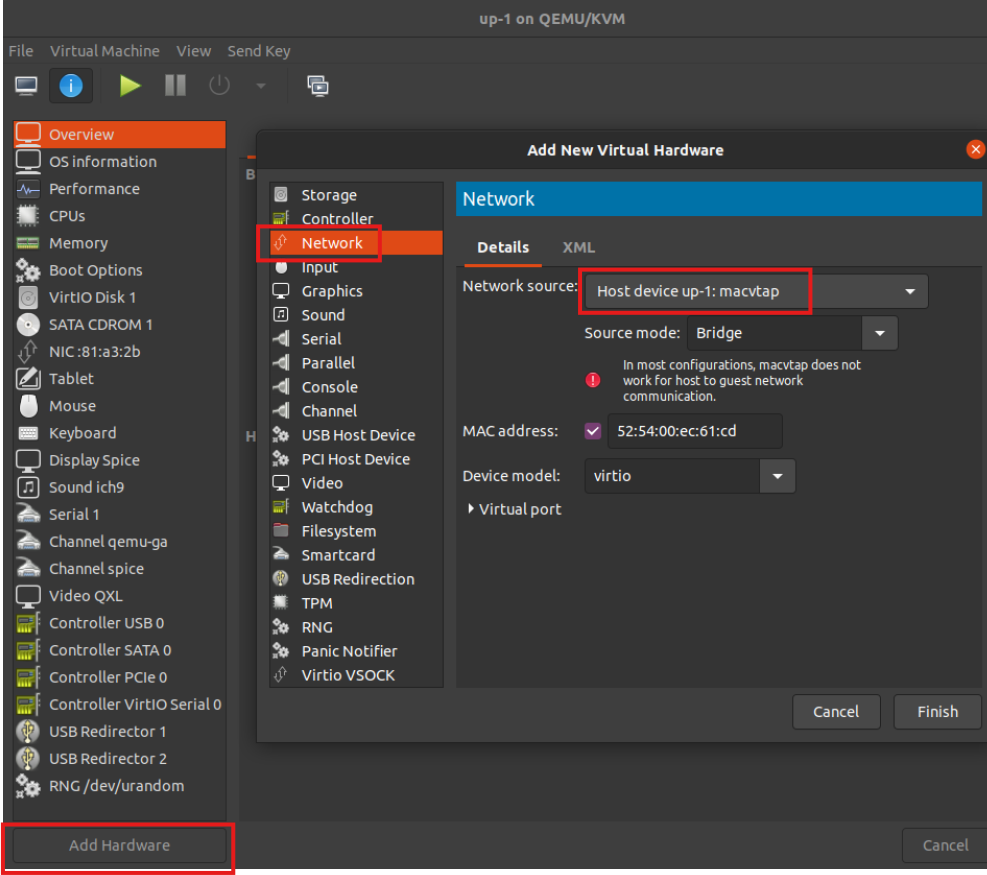 up-1 on QEMU/KVM
File Virtual Machine View Send Key
Overview
OS information
Performance
CPUs
Memory
Boot Options
VirtIO Disk 1
SATA CDROM 1
NIC :81:a3:2b
Tablet
Mouse
Keyboard
Display Spice
Sound ich9
Serial 1
Channel qemu-ga
Channel spice
Video QXL
Controller USB 0
Controller SATA 0
Controller PCIe 0
Controller VirtIO Serial 0
USB Redirector 1
USB Redirector 2
RNG /dev/urandom
Add Hardware
B
H
Add New Virtual Hardware
Storage
Controller
Network
Input
Graphics
Sound
Serial
Parallel
Console
Channel
USB Host Device
PCI Host Device
Video
Watchdog
Filesystem
Smartcard
USB Redirection
TPM
RNG
Panic Notifier
Virtio VSOCK
Network
Details XML
Network source: Host device up-1: macvtap
Source mode: Bridge
In most configurations, macvtap does not
work for host to guest network
communication.
MAC address: 52:54:00:ec:61:cd
Device model: virtio
Virtual port
Cancel Finish
Cancel